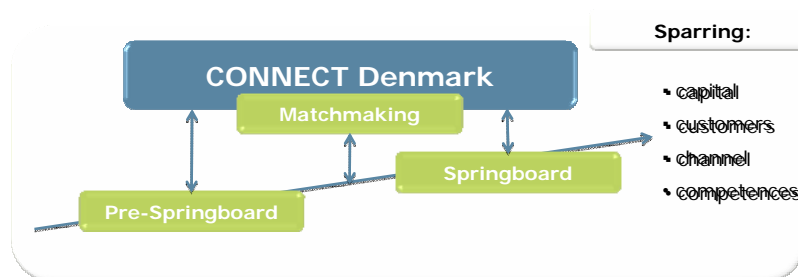 Sparring:
CONNECT Denmark
Matchmaking
Springboard
Pre-Springboard
• capital
• customers
• channel
• competences